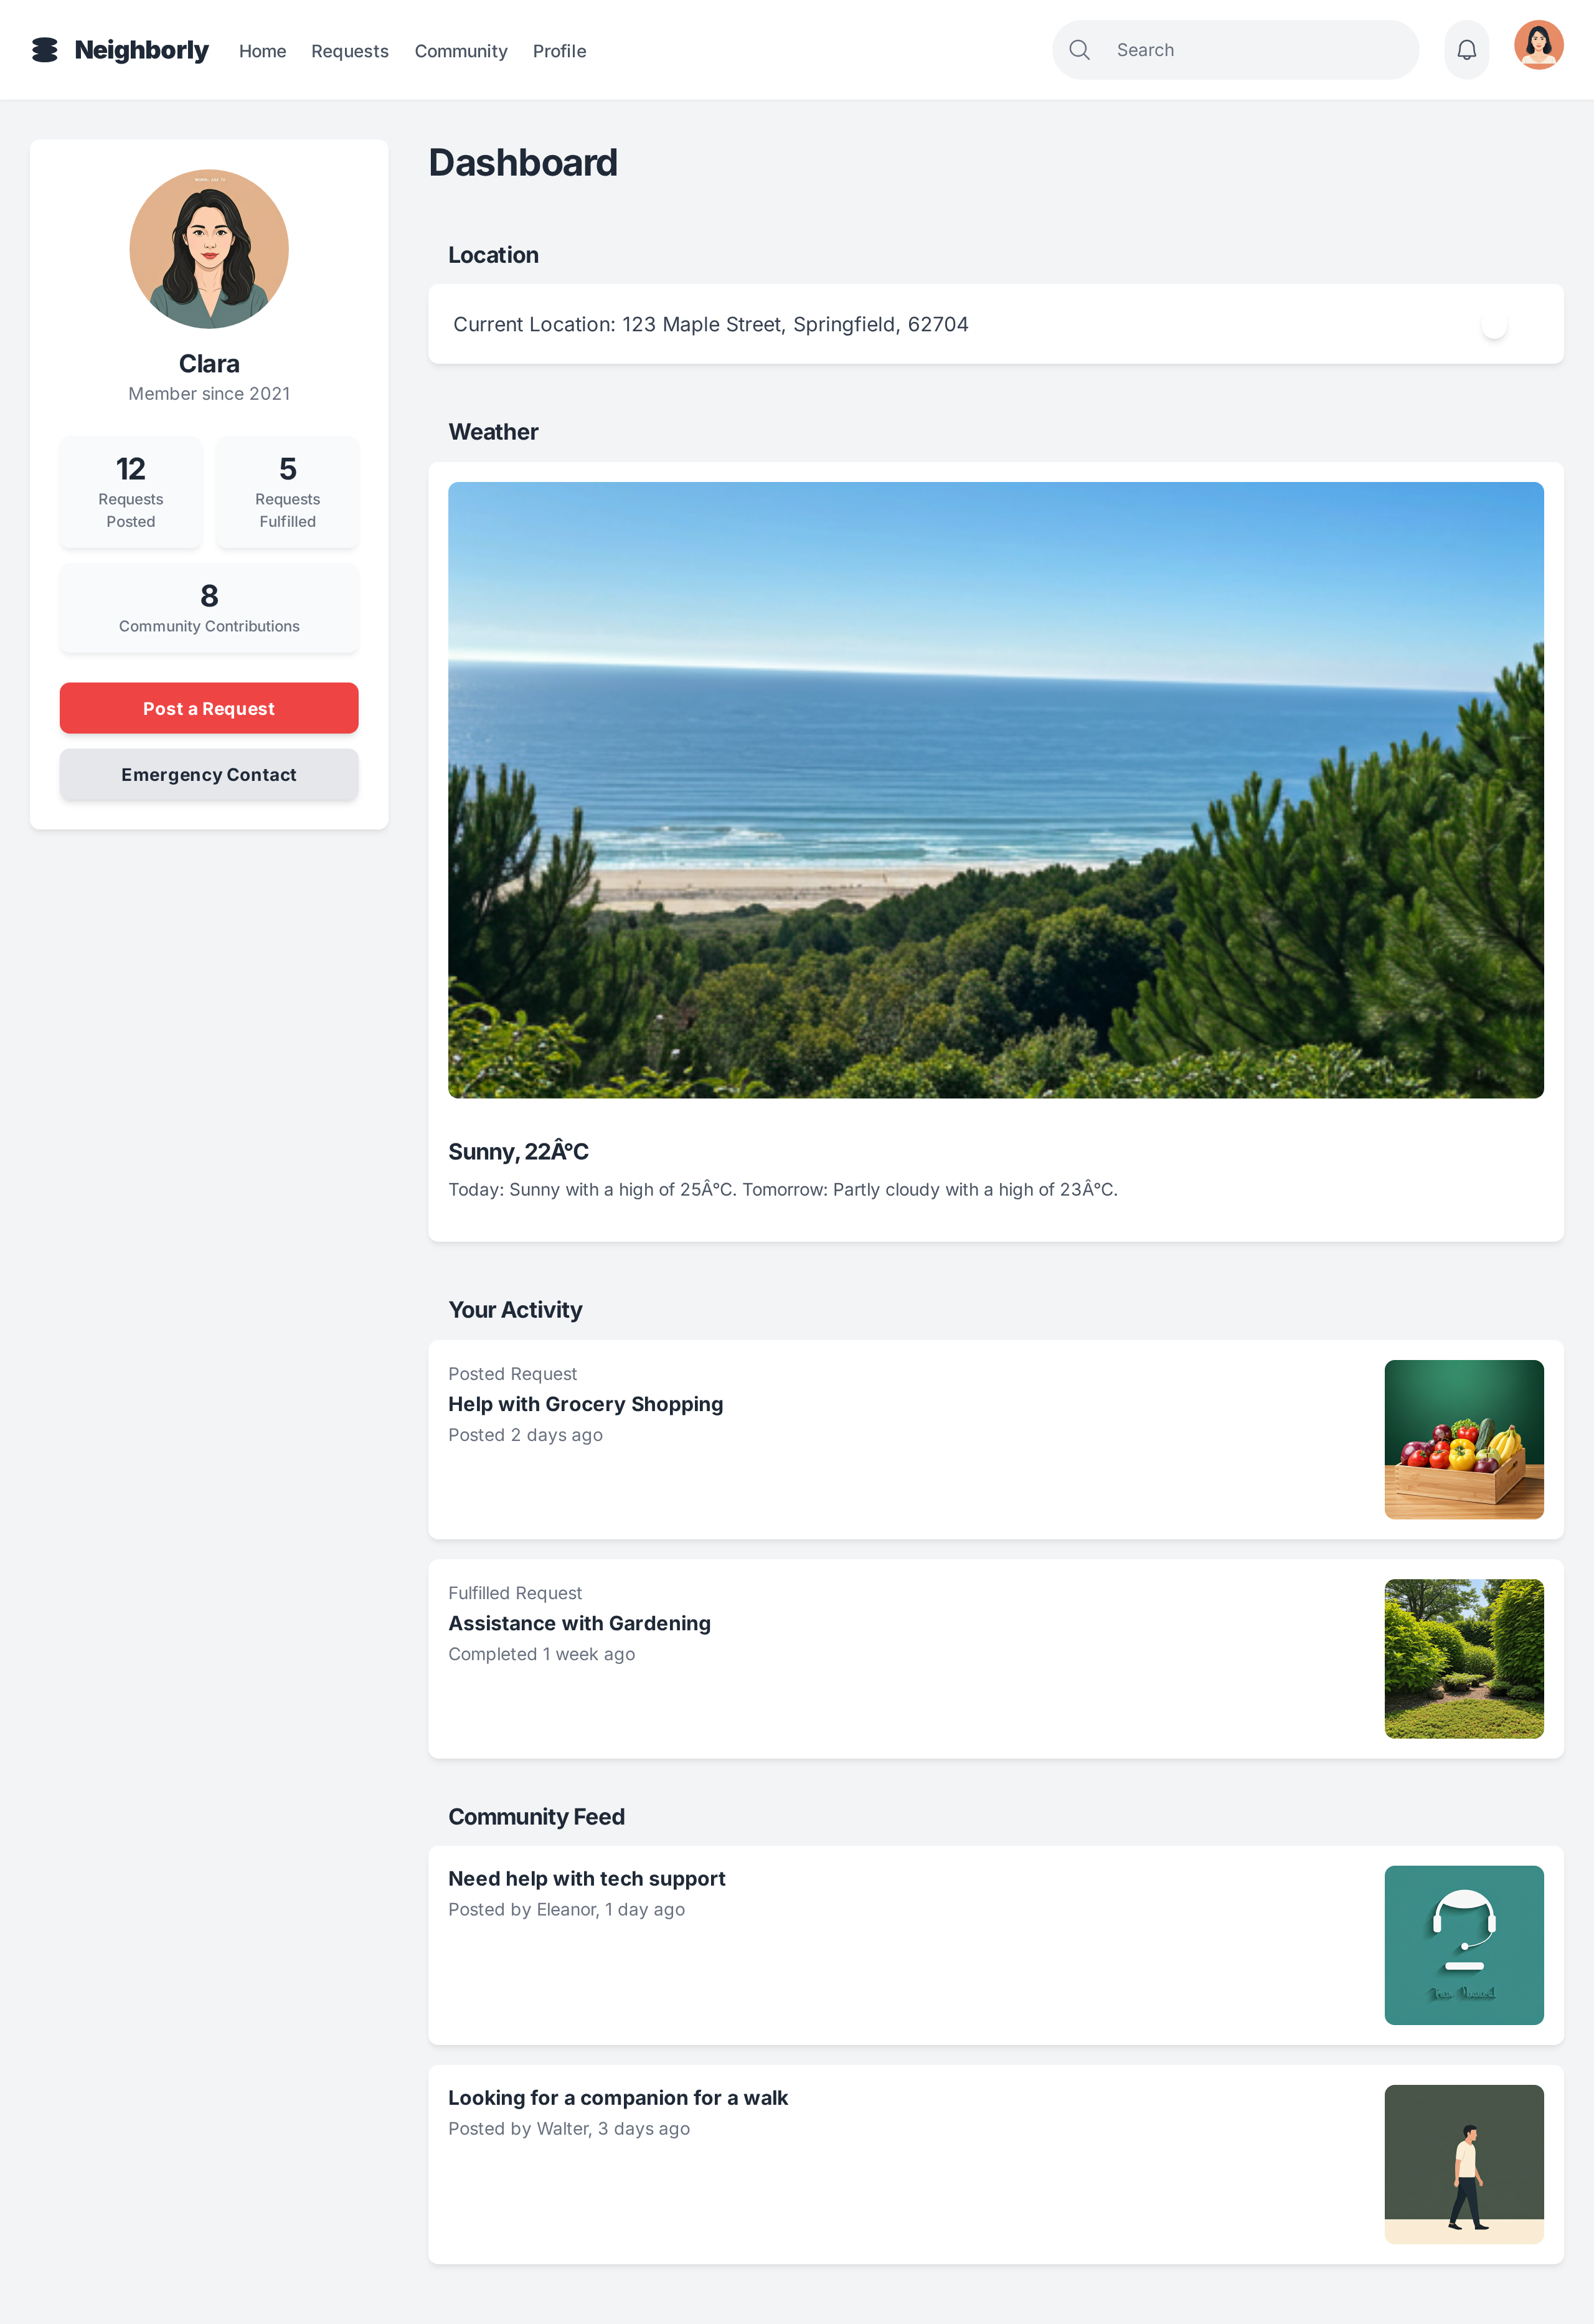 Neighborly
Home
Requests
Community
Profile
Search
Clara
Member since 2021
12
Requests
Posted
5
Requests
Fulfilled
8
Community Contributions
Post a Request
Emergency Contact
Dashboard
Location
Current Location: 123 Maple Street, Springfield, 62704
Weather
Sunny, 22Â°C
Today: Sunny with a high of 25Â°C. Tomorrow: Partly cloudy with a high of 23Â°C.
Your Activity
Posted Request
Help with Grocery Shopping
Posted 2 days ago
Fulfilled Request
Assistance with Gardening
Completed 1 week ago
Community Feed
Need help with tech support
Posted by Eleanor, 1 day ago
Looking for a companion for a walk
Posted by Walter, 3 days ago